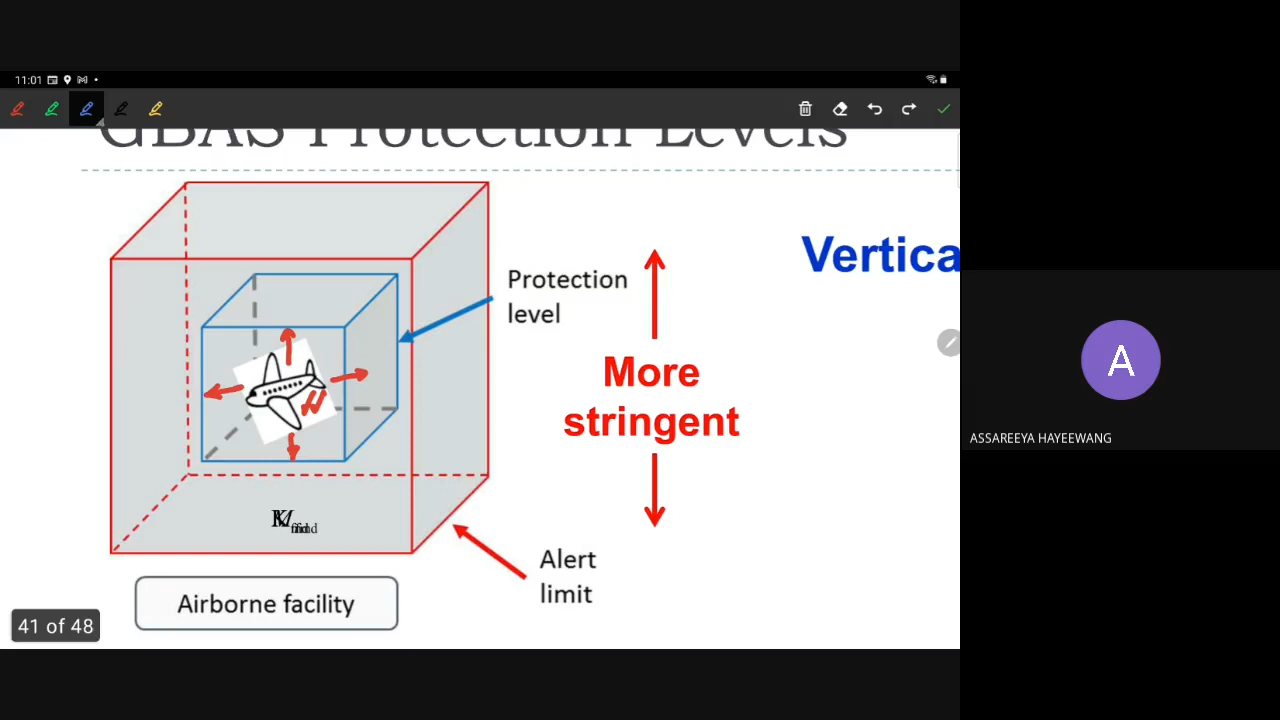 11:01
GBAS Protection Levels
Vertica
Protection
level
More
stringent
Alert
limit
Airborne facility
41 of 48
A
ASSAREEYA HAYEEWANG